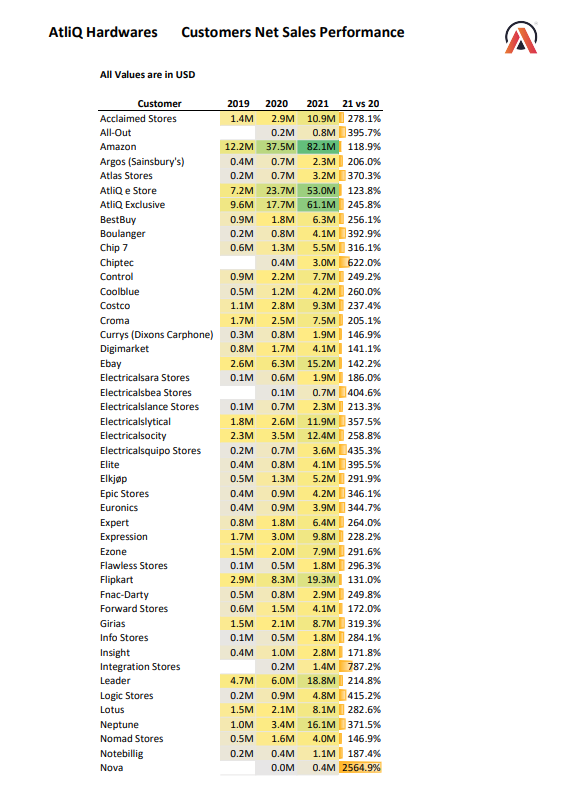 AtliQ Hardwares Customers Net Sales Performance
All Values are in USD
Customer 2019 2020 2021 21 vs 20
Acclaimed Stores 1.4M 2.9M 10.9M 278.1%
All-Out 0.2M 0.8M 395.7%
Amazon 12.2M 37.5M 82.1M 118.9%
Argos (Sainsbury's) 0.4M 0.7M 2.3M 206.0%
Atlas Stores 0.2M 0.7M 3.2M 370.3%
AtliQ e Store 7.2M 23.7M 53.0M 123.8%
AtliQ Exclusive 9.6M 17.7M 61.1M 245.8%
BestBuy 0.9M 1.8M 6.3M 256.1%
Boulanger 0.2M 0.8M 4.1M 392.9%
Chip 7 0.6M 1.3M 5.5M 316.1%
Chiptec 0.4M 3.0M 622.0%
Control 0.9M 2.2M 7.7M 249.2%
Coolblue 0.5M 1.2M 4.2M 260.0%
Costco 1.1M 2.8M 9.3M 237.4%
Croma 1.7M 2.5M 7.5M 205.1%
Currys (Dixons Carphone) 0.3M 0.8M 1.9M 146.9%
Digimarket 0.8M 1.7M 4.1M 141.1%
Ebay 2.6M 6.3M 15.2M 142.2%
Electricalsara Stores 0.1M 0.6M 1.9M 186.0%
Electricalsbea Stores 0.1M 0.7M 404.6%
Electricalslance Stores 0.1M 0.7M 2.3M 213.3%
Electricalslytical 1.8M 2.6M 11.9M 357.5%
Electricalsocity 2.3M 3.5M 12.4M 258.8%
Electricalsquipo Stores 0.2M 0.7M 3.6M 435.3%
Elite 0.4M 0.8M 4.1M 395.5%
Elkjøp 0.5M 1.3M 5.2M 291.9%
Epic Stores 0.4M 0.9M 4.2M 346.1%
Euronics 0.4M 0.9M 3.9M 344.7%
Expert 0.8M 1.8M 6.4M 264.0%
Expression 1.7M 3.0M 9.8M 228.2%
Ezone 1.5M 2.0M 7.9M 291.6%
Flawless Stores 0.1M 0.5M 1.8M 296.3%
Flipkart 2.9M 8.3M 19.3M 131.0%
Fnac-Darty 0.5M 0.8M 2.9M 249.8%
Forward Stores 0.6M 1.5M 4.1M 172.0%
Girias 1.5M 2.1M 8.7M 319.3%
Info Stores 0.1M 0.5M 1.8M 284.1%
Insight 0.4M 1.0M 2.8M 171.8%
Integration Stores 0.2M 1.4M 787.2%
Leader 4.7M 6.0M 18.8M 214.8%
Logic Stores 0.2M 0.9M 4.8M 415.2%
Lotus 1.5M 2.1M 8.1M 282.6%
Neptune 1.0M 3.4M 16.1M 371.5%
Nomad Stores 0.5M 1.6M 4.0M 146.9%
Notebillig 0.2M 0.4M 1.1M 187.4%
Nova 0.0M 0.4M 2564.9%